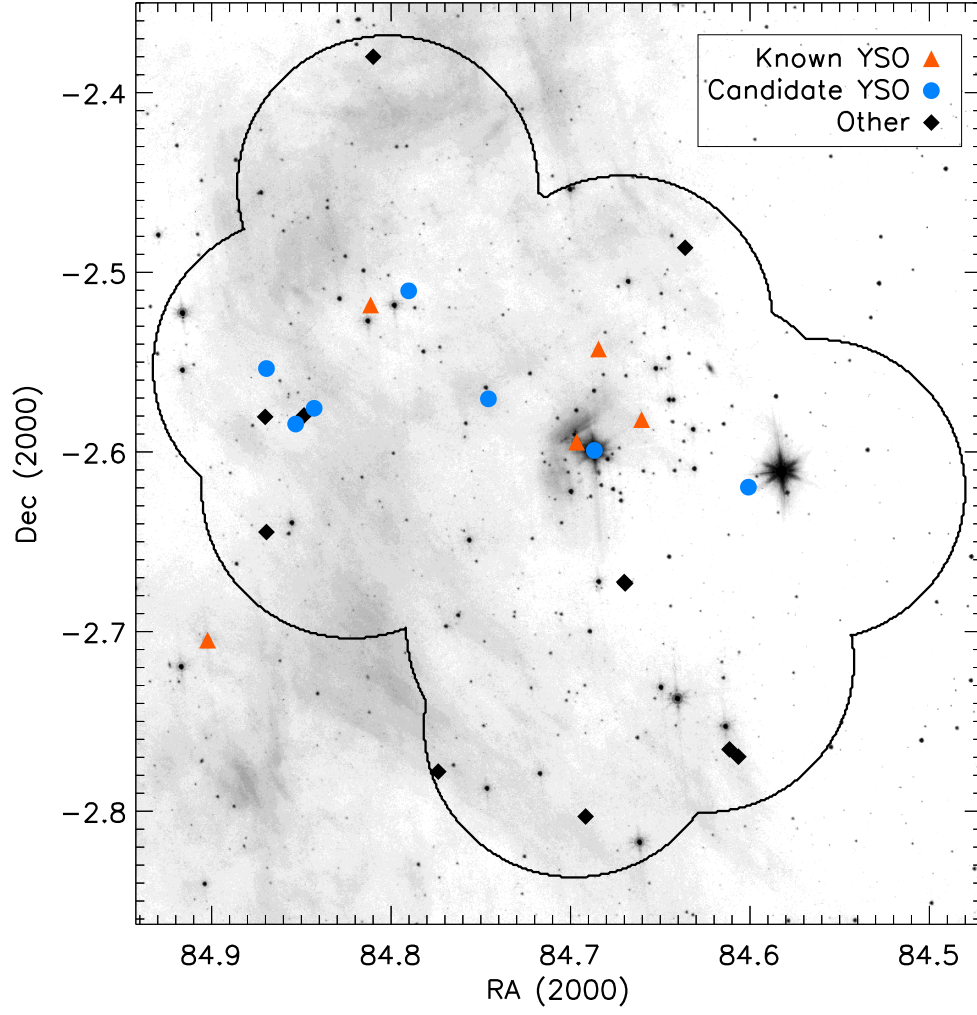 Known YSO
Candidate YSO
Other
−2.4
−2.5
−2.6
−2.7
−2.8
Dec (2000)
84.9
84.8
84.7
84.6
84.5
RA (2000)